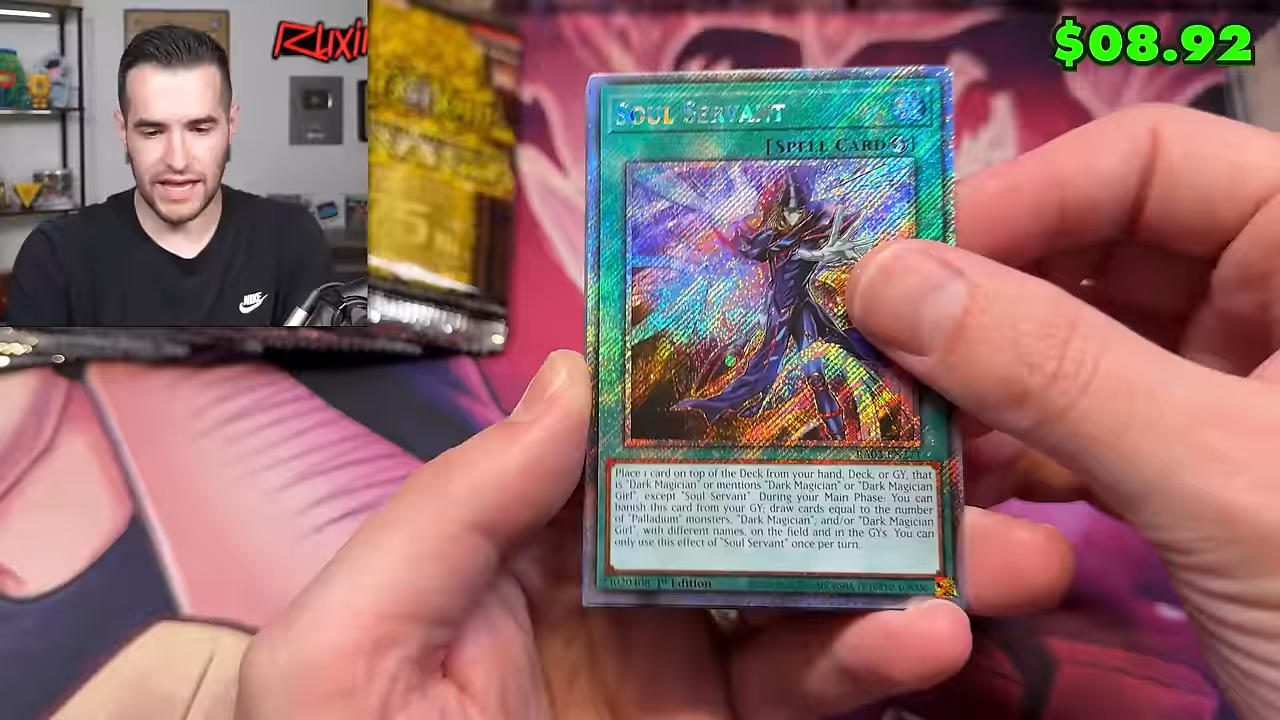 Ruxi
$08.92
NIKE
Soul Servant
[Spell Card]
Place 1 card on top of the Deck from your hand, Deck, or GY, that
is "Dark Magician" or mentions "Dark Magician" or "Dark Magician
Girl", except "Soul Servant". During your Main Phase: You can
banish this card from your GY; draw cards equal to the number
of "Palladium" monsters, "Dark Magician", and/or "Dark Magician
Girl", with different names, on the field and in the GYs. You can
only use this effect of "Soul Servant" once per turn.
1st Edition